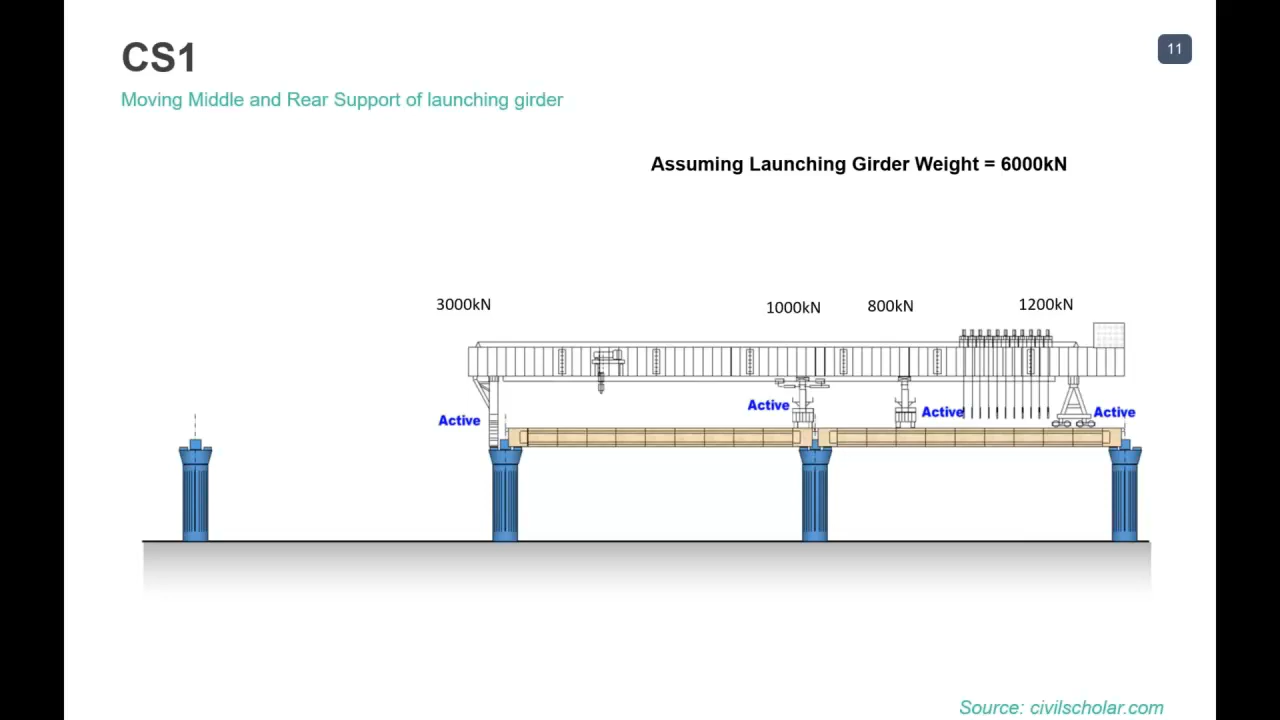 CS1
11
Moving Middle and Rear Support of launching girder
Assuming Launching Girder Weight = 6000kN
3000kN
1000kN
800kN
1200kN
Active
Active
Active
Active
Source: civilscholar.com